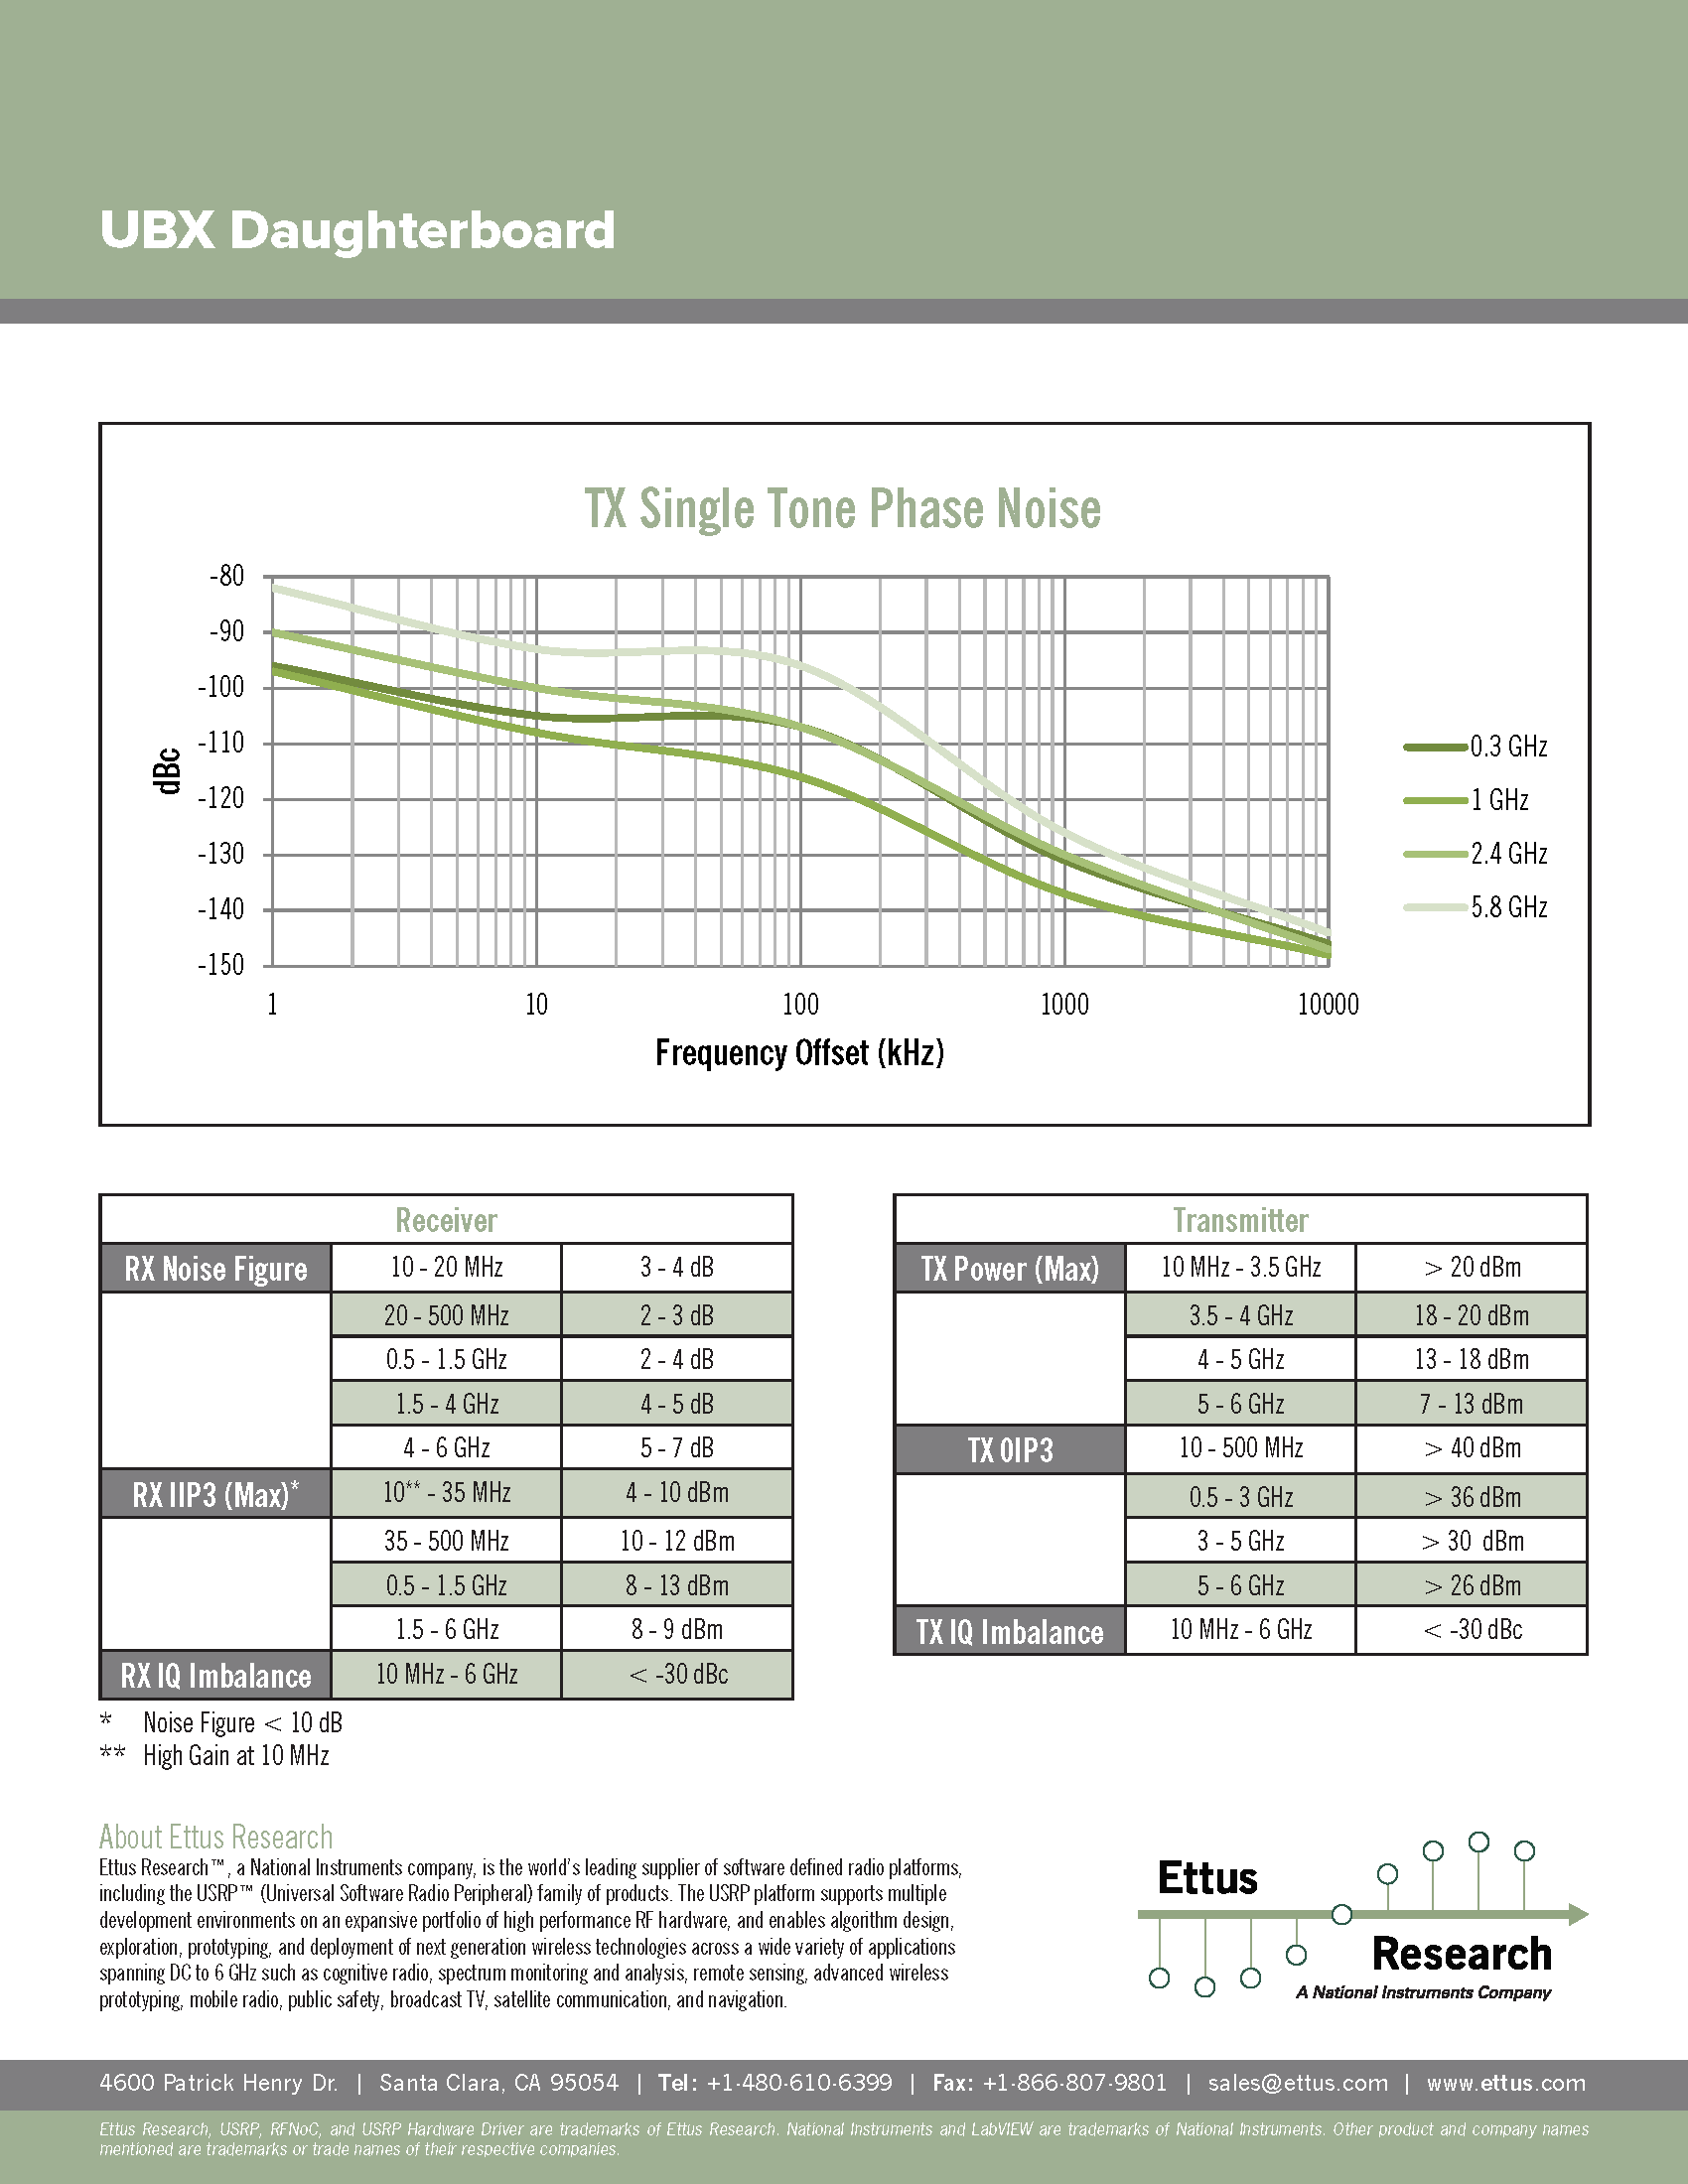 UBX Daughterboard
TX Single Tone Phase Noise
-80
-90
-100
-110
-120
-130
-140
-150
dBc
1 10 100 1000 10000
Frequency Offset (kHz)
0.3 GHz
1 GHz
2.4 GHz
5.8 GHz
Receiver
RX Noise Figure 10 - 20 MHz 3 - 4 dB
20 - 500 MHz 2 - 3 dB
0.5 - 1.5 GHz 2 - 4 dB
1.5 - 4 GHz 4 - 5 dB
4 - 6 GHz 5 - 7 dB
RX IIP3 (Max)* 10** - 35 MHz 4 - 10 dBm
35 - 500 MHz 10 - 12 dBm
0.5 - 1.5 GHz 8 - 13 dBm
1.5 - 6 GHz 8 - 9 dBm
RX IQ Imbalance 10 MHz - 6 GHz < -30 dBc
* Noise Figure < 10 dB
** High Gain at 10 MHz
Transmitter
TX Power (Max) 10 MHz - 3.5 GHz > 20 dBm
3.5 - 4 GHz 18 - 20 dBm
4 - 5 GHz 13 - 18 dBm
5 - 6 GHz 7 - 13 dBm
TX OIP3 10 - 500 MHz > 40 dBm
0.5 - 3 GHz > 36 dBm
3 - 5 GHz > 30 dBm
5 - 6 GHz > 26 dBm
TX IQ Imbalance 10 MHz - 6 GHz < -30 dBc
About Ettus Research
Ettus Research™, a National Instruments company, is the world's leading supplier of software defined radio platforms,
including the USRP™ (Universal Software Radio Peripheral) family of products. The USRP platform supports multiple
development environments on an expansive portfolio of high performance RF hardware, and enables algorithm design,
exploration, prototyping, and deployment of next generation wireless technologies across a wide variety of applications
spanning DC to 6 GHz such as cognitive radio, spectrum monitoring and analysis, remote sensing, advanced wireless
prototyping, mobile radio, public safety, broadcast TV, satellite communication, and navigation.
Ettus
Research
A National Instruments Company
4600 Patrick Henry Dr. | Santa Clara, CA 95054 | Tel: +1-480-610-6399 | Fax: +1-866-807-9801 | sales@ettus.com | www.ettus.com
Ettus Research, USRP, RFNoC, and USRP Hardware Driver are trademarks of Ettus Research. National Instruments and LabVIEW are trademarks of National Instruments. Other product and company names
mentioned are trademarks or trade names of their respective companies.